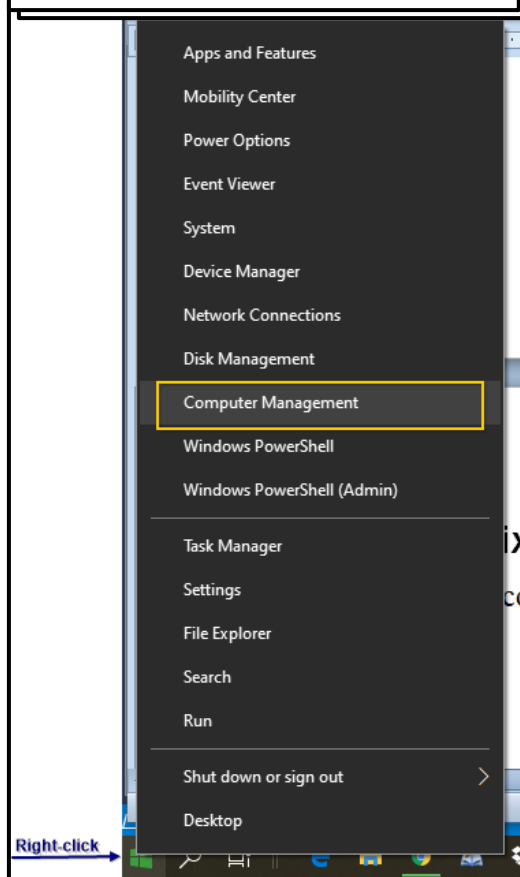 Apps and Features
Mobility Center
Power Options
Event Viewer
System
Device Manager
Network Connections
Disk Management
Computer Management
Windows PowerShell
Windows PowerShell (Admin)
Task Manager
Settings
File Explorer
Search
Run
Shut down or sign out
Desktop
Right-click